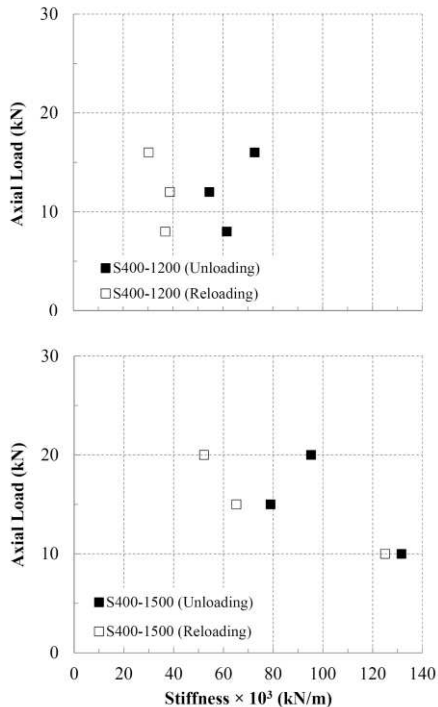 30
20
10
0
Axial Load (kN)
■ S400-1200 (Unloading)
□ S400-1200 (Reloading)
30
20
10
0
Axial Load (kN)
■ S400-1500 (Unloading)
□ S400-1500 (Reloading)
0 20 40 60 80 100 120 140
Stiffness × 10³ (kN/m)